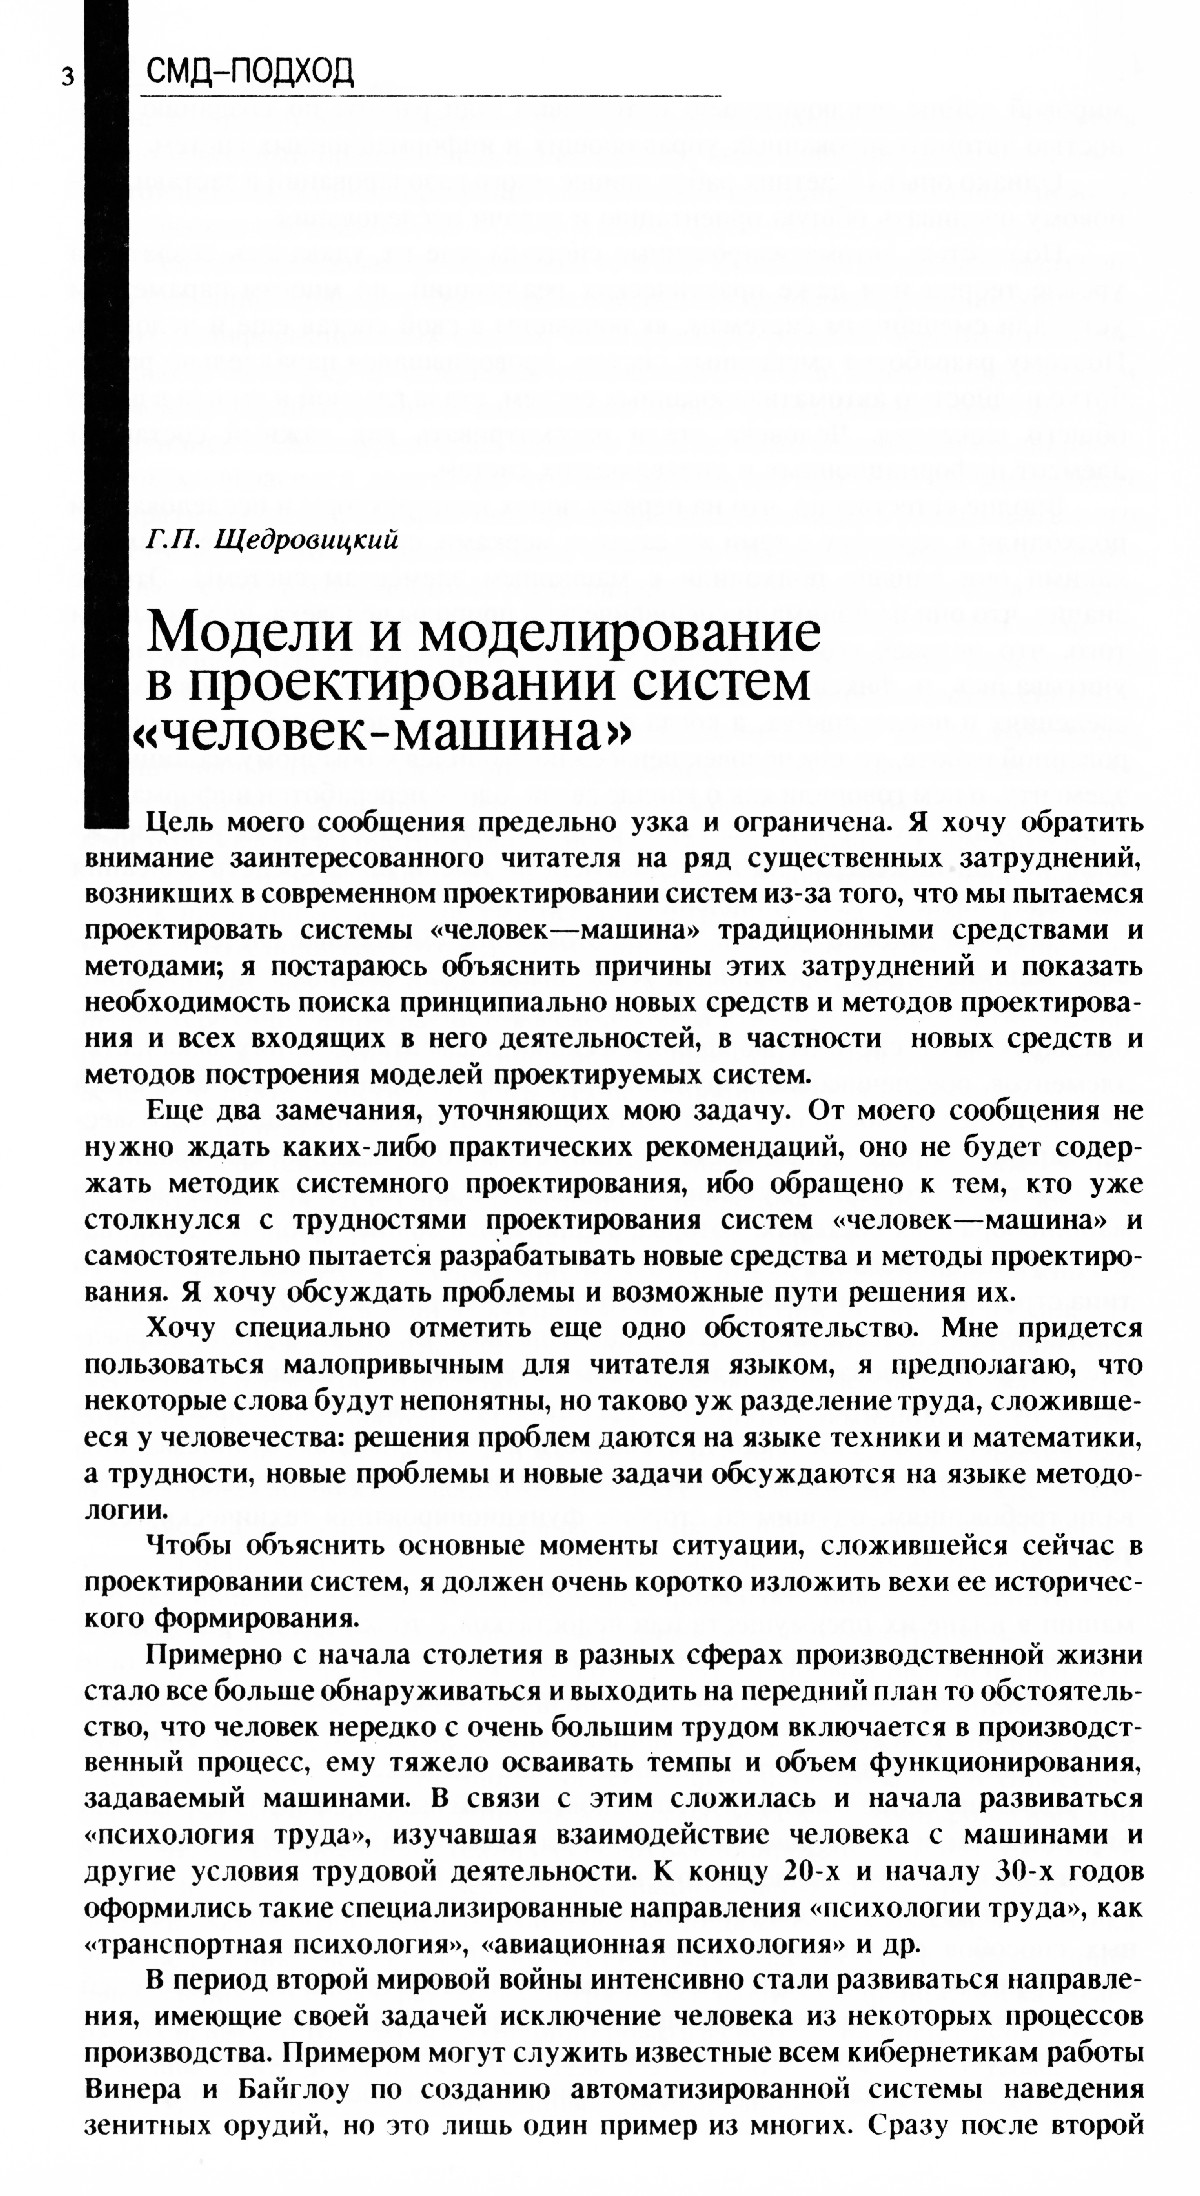 3
СМД-ПОДХОД
Г.П. Щедровицкий
Модели и моделирование
в проектировании систем
«человек-машина»
Цель моего сообщения предельно узка и ограничена. Я хочу обратить
внимание заинтересованного читателя на ряд существенных затруднений,
возникших в современном проектировании систем из-за того, что мы пытаемся
проектировать системы «человек—машина» традиционными средствами и
методами; я постараюсь объяснить причины этих затруднений и показать
необходимость поиска принципиально новых средств и методов проектирова-
ния и всех входящих в него деятельностей, в частности новых средств и
методов построения моделей проектируемых систем.
Еще два замечания, уточняющих мою задачу. От моего сообщения не
нужно ждать каких-либо практических рекомендаций, оно не будет содер-
жать методик системного проектирования, ибо обращено к тем, кто уже
столкнулся с трудностями проектирования систем «человек—машина» и
самостоятельно пытается разрабатывать новые средства и методы проектиро-
вания. Я хочу обсуждать проблемы и возможные пути решения их.
Хочу специально отметить еще одно обстоятельство. Мне придется
пользоваться малопривычным для читателя языком, я предполагаю, что
некоторые слова будут непонятны, но таково уж разделение труда, сложивше-
еся у человечества: решения проблем даются на языке техники и математики,
а трудности, новые проблемы и новые задачи обсуждаются на языке методо-
логии.
Чтобы объяснить основные моменты ситуации, сложившейся сейчас в
проектировании систем, я должен очень коротко изложить вехи ее историчес-
кого формирования.
Примерно с начала столетия в разных сферах производственной жизни
стало все больше обнаруживаться и выходить на передний план то обстоятель-
ство, что человек нередко с очень большим трудом включается в производст-
венный процесс, ему тяжело осваивать темпы и объем функционирования,
задаваемый машинами. В связи с этим сложилась и начала развиваться
«психология труда», изучавшая взаимодействие человека с машинами и
другие условия трудовой деятельности. К концу 20-х и началу 30-х годов
оформились такие специализированные направления «психологии труда», как
«транспортная психология», «авиационная психология» и др.
В период второй мировой войны интенсивно стали развиваться направле-
ния, имеющие своей задачей исключение человека из некоторых процессов
производства. Примером могут служить известные всем кибернетикам работы
Винера и Байглоу по созданию автоматизированной системы наведения
зенитных орудий, но это лишь один пример из многих. Сразу после второй